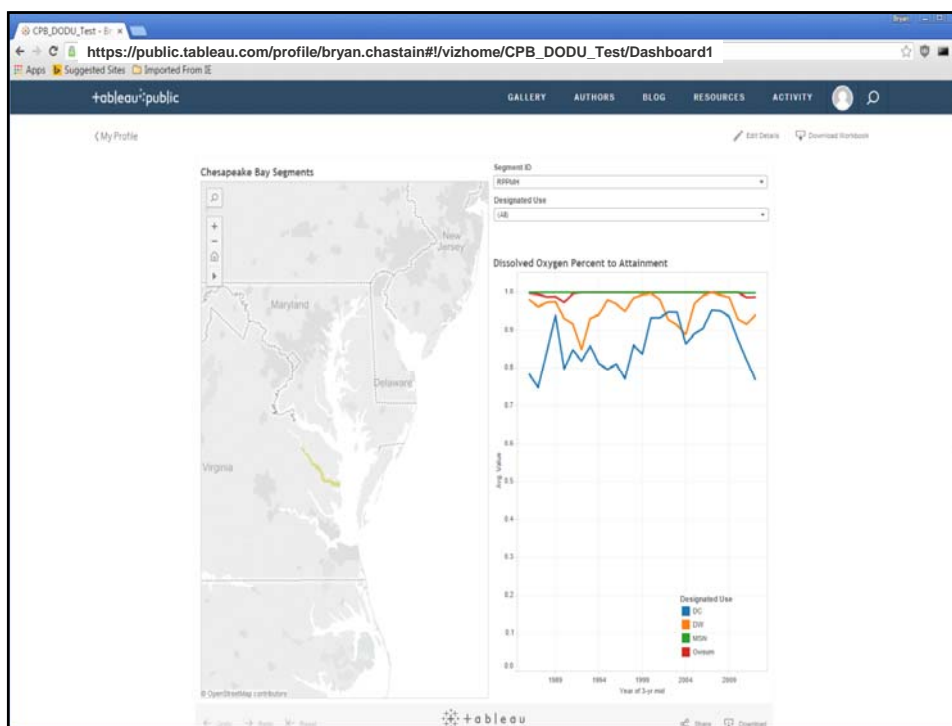 Bryan
CPB_DODU_Test - Br ×
https://public.tableau.com/profile/bryan.chastain#!/vizhome/CPB_DODU_Test/Dashboard1
Apps Suggested Sites Imported From IE
+ableau public GALLERY AUTHORS BLOG RESOURCES ACTIVITY
My Profile Edit Details Download Workbook
Chesapeake Bay Segments
Segment ID
RPPMH
Designated Use
(All)
New Jersey
Maryland
Delaware
Virginia
© OpenStreetMap contributors
Dissolved Oxygen Percent to Attainment
Avg. Value
1.0
0.9
0.8
0.7
0.6
0.5
0.4
0.3
0.2
0.1
0.0
Designated Use
DC
DW
MSN
Ovsum
1989 1994 1999 2004 2009
Year of 3-yr mid
+ableau
Share Download